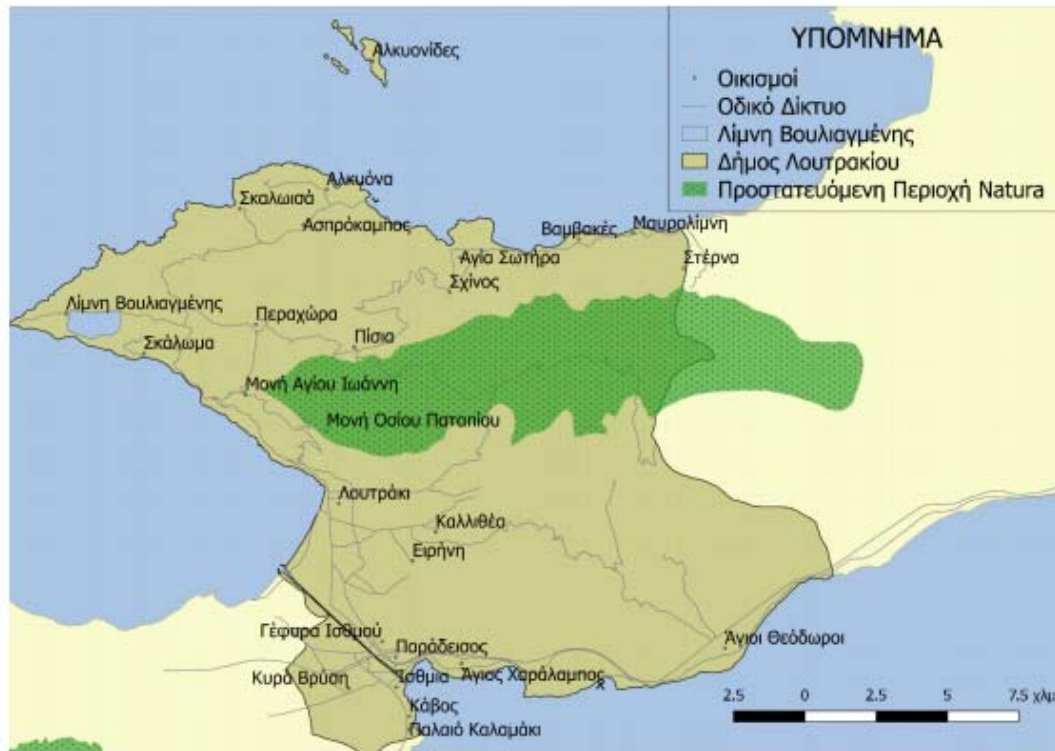 Αλκυονίδες
ΥΠΟΜΝΗΜΑ
Οικισμοί
Οδικό Δίκτυο
Λίμνη Βουλιαγμένης
Δήμος Λουτρακίου
Προστατευόμενη Περιοχή Natura
Αλκυόνα
Σκαλωισά
Ασπρόκαμπος
Βαμβακές
Μαυρολίμνη
Αγία Σωτήρα
Στέρνα
Σχίνος
Λίμνη Βουλιαγμένης
Περαχώρα
Πίσια
Σκάλωμα
Μονή Αγίου Ιωάννη
Μονή Οσίου Παταπίου
Λουτράκι
Καλλιθέα
Ειρήνη
Γέφυρα Ισθμού
Παράδεισος
Άγιοι Θεόδωροι
Κυρά Βρύση
Ίσθμια
Άγιος Χαράλαμπος
Κάβος
Παλαιό Καλαμάκι
2.5 0 2.5 5 7.5 χλμ